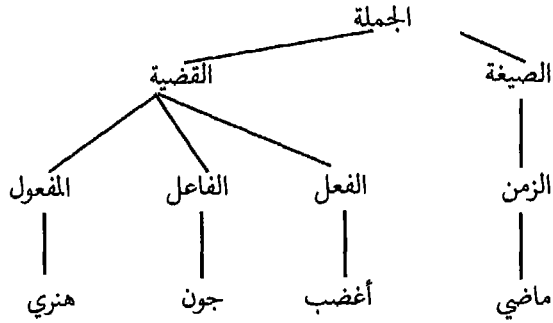 الجملة
الصيغة القضية
الزمن الفعل الفاعل المفعول
ماضي أغضب جون هنري